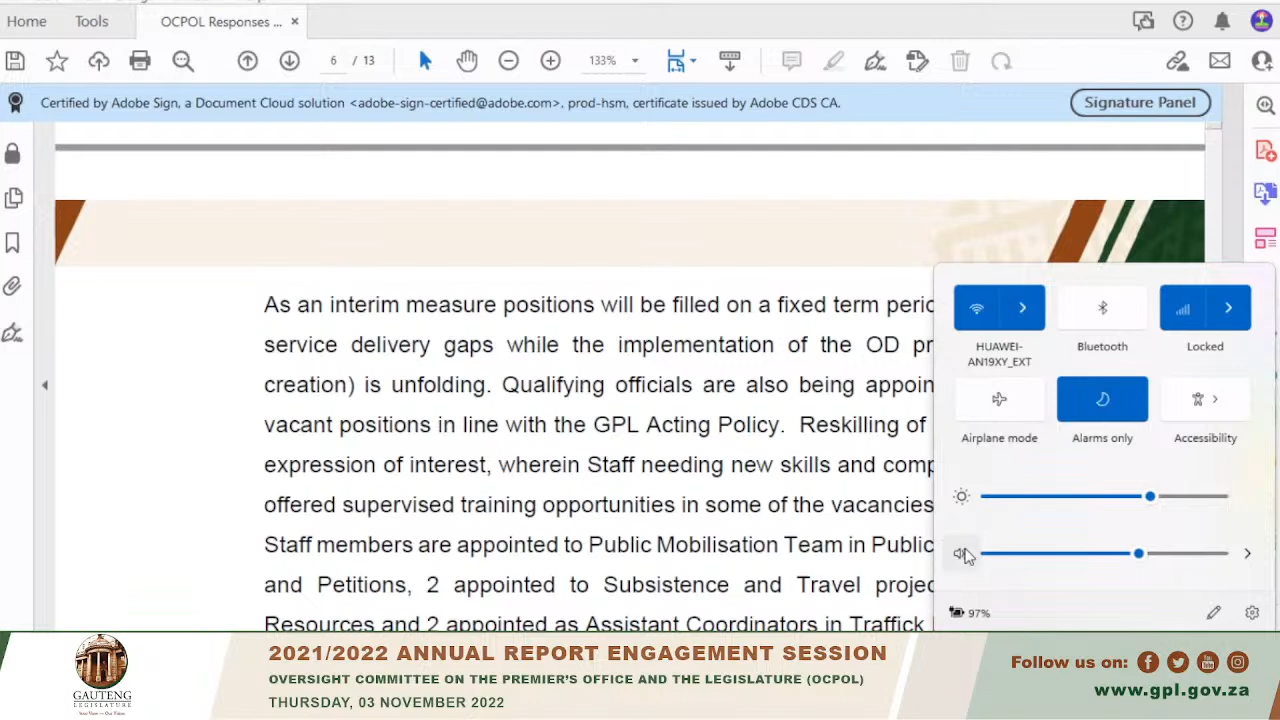 Home
Tools
OCPOL Responses ... ×
6 / 13
133%
Certified by Adobe Sign, a Document Cloud solution <adobe-sign-certified@adobe.com>, prod-hsm, certificate issued by Adobe CDS CA.
Signature Panel
As an interim measure positions will be filled on a fixed term perio
service delivery gaps while the implementation of the OD pr
creation) is unfolding. Qualifying officials are also being appoin
vacant positions in line with the GPL Acting Policy. Reskilling of
expression of interest, wherein Staff needing new skills and comp
offered supervised training opportunities in some of the vacancies
Staff members are appointed to Public Mobilisation Team in Public
and Petitions, 2 appointed to Subsistence and Travel projec
Resources and 2 appointed as Assistant Coordinators in Traffick
HUAWEI-
AN19XY_EXT
Bluetooth
Locked
Airplane mode
Alarms only
Accessibility
97%
GAUTENG
LEGISLATURE
Your View - Our Future
2021/2022 ANNUAL REPORT ENGAGEMENT SESSION
OVERSIGHT COMMITTEE ON THE PREMIER'S OFFICE AND THE LEGISLATURE (OCPOL)
THURSDAY, 03 NOVEMBER 2022
Follow us on:
www.gpl.gov.za